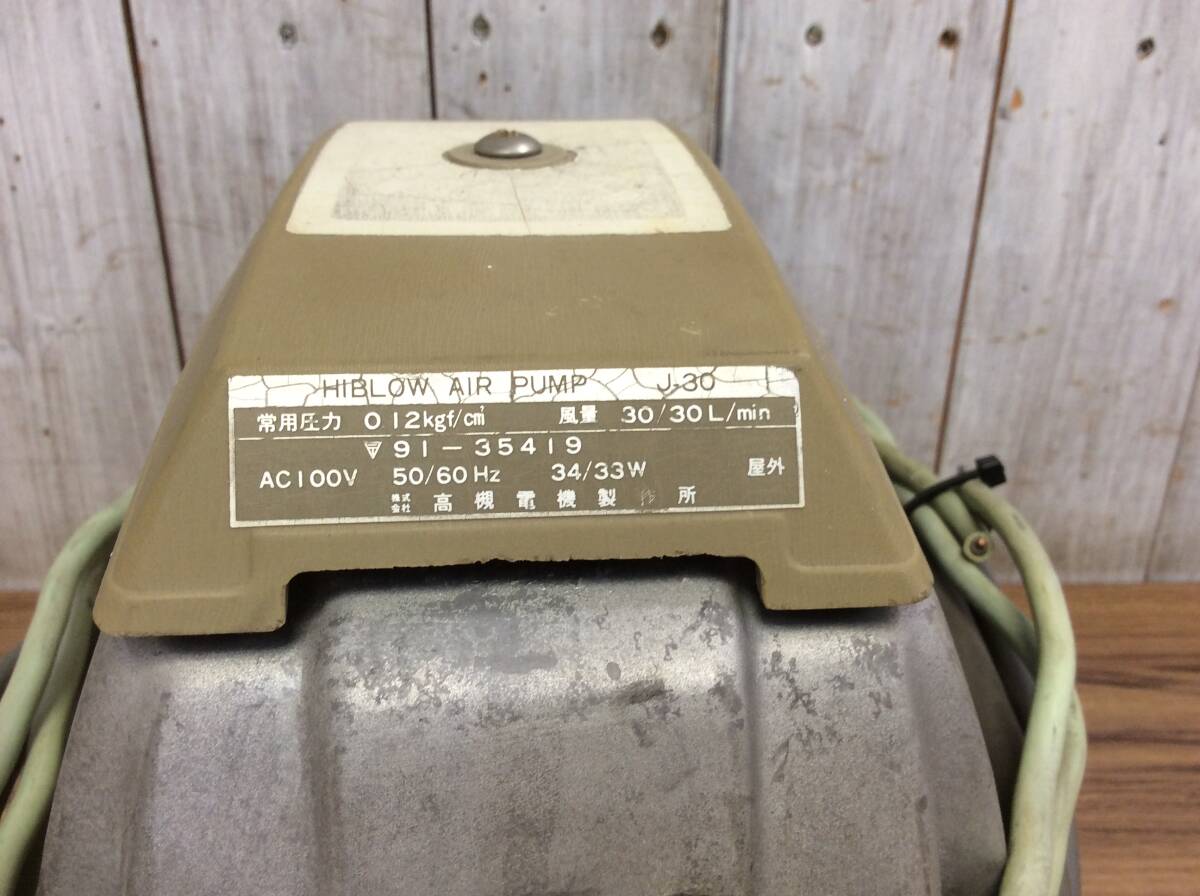 HIBLOW AIR PUMP J-30
常用圧力 0.12kgf/c㎡ 風量 30/30L/min
91-35419
AC100V 50/60Hz 34/33W 屋外
株式会社 高槻電機製作所